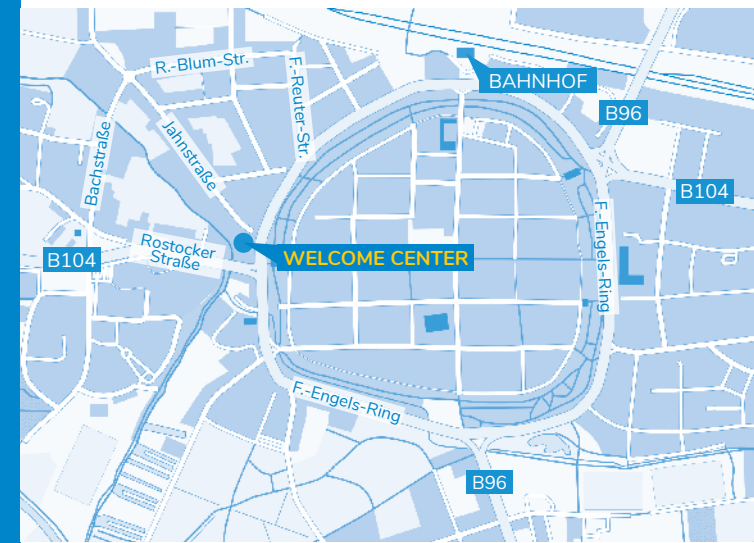 R.-Blum-Str.
F.-Reuter-Str.
BAHNHOF
B96
Jahnstraße
Bachstraße
B104
F.-Engels-Ring
Rostocker
Straße
B104
WELCOME CENTER
F.-Engels-Ring
B96